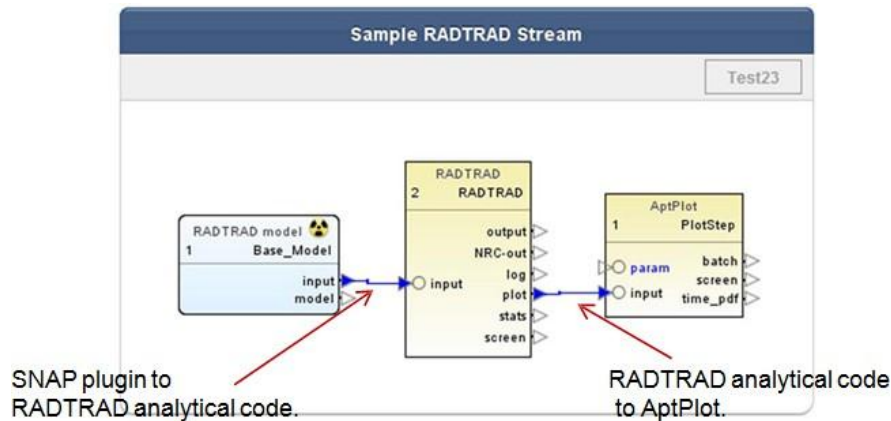 Sample RADTRAD Stream
Test23
RADTRAD model
1 Base_Model
input
model
RADTRAD
2 RADTRAD
output
NRC-out
log
input
plot
stats
screen
AptPlot
1 PlotStep
batch
param
screen
input
time_pdf
SNAP plugin to
RADTRAD analytical code.
RADTRAD analytical code
to AptPlot.